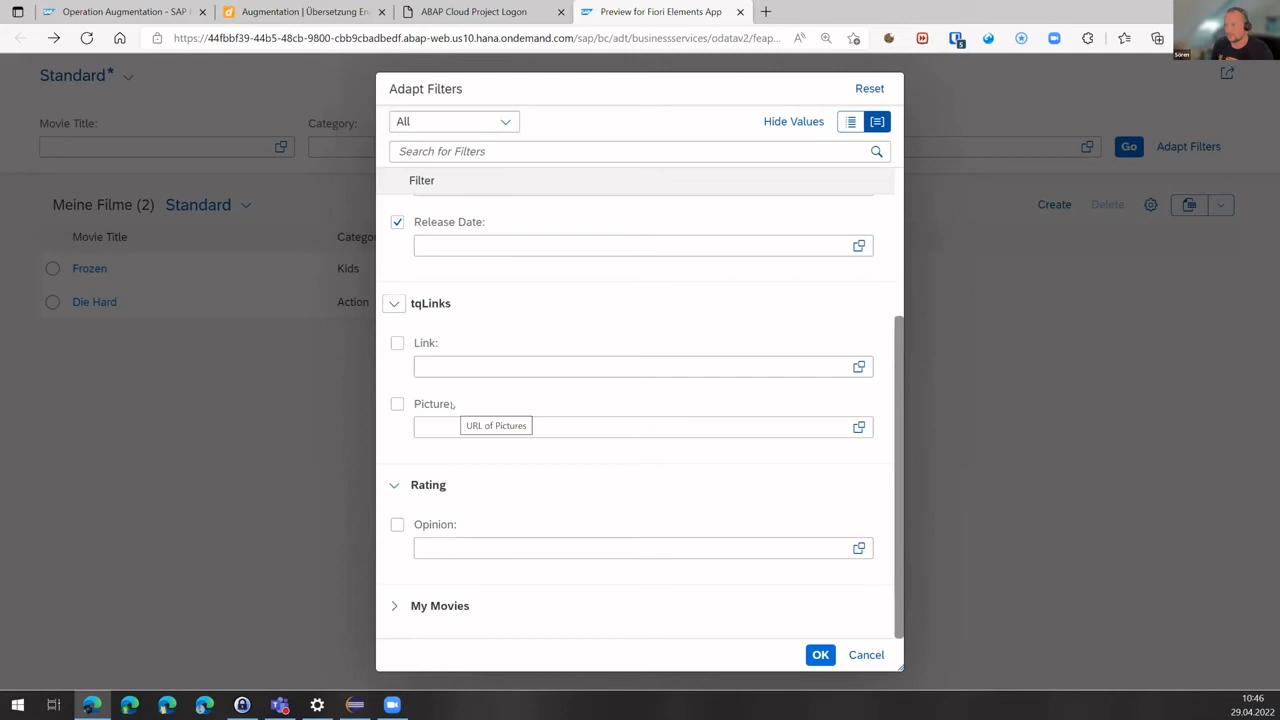 Operation Augmentation - SAP
Augmentation | Übersetzung En
ABAP Cloud Project Logon
Preview for Fiori Elements App
https://44fbbf39-44b5-48cb-9800-cbb9cbadbedf.abap-web.us10.hana.ondemand.com/sap/bc/adt/businessservices/odatav2/feap...
5
Sören
Standard*
Movie Title:
Category:
Go
Adapt Filters
Meine Filme (2) Standard
Create
Delete
Movie Title
Catego
Frozen
Kids
Die Hard
Action
Adapt Filters
Reset
All
Hide Values
Search for Filters
Filter
Release Date:
tqLinks
Link:
Picture:
URL of Pictures
Rating
Opinion:
My Movies
OK
Cancel
10:46
29.04.2022